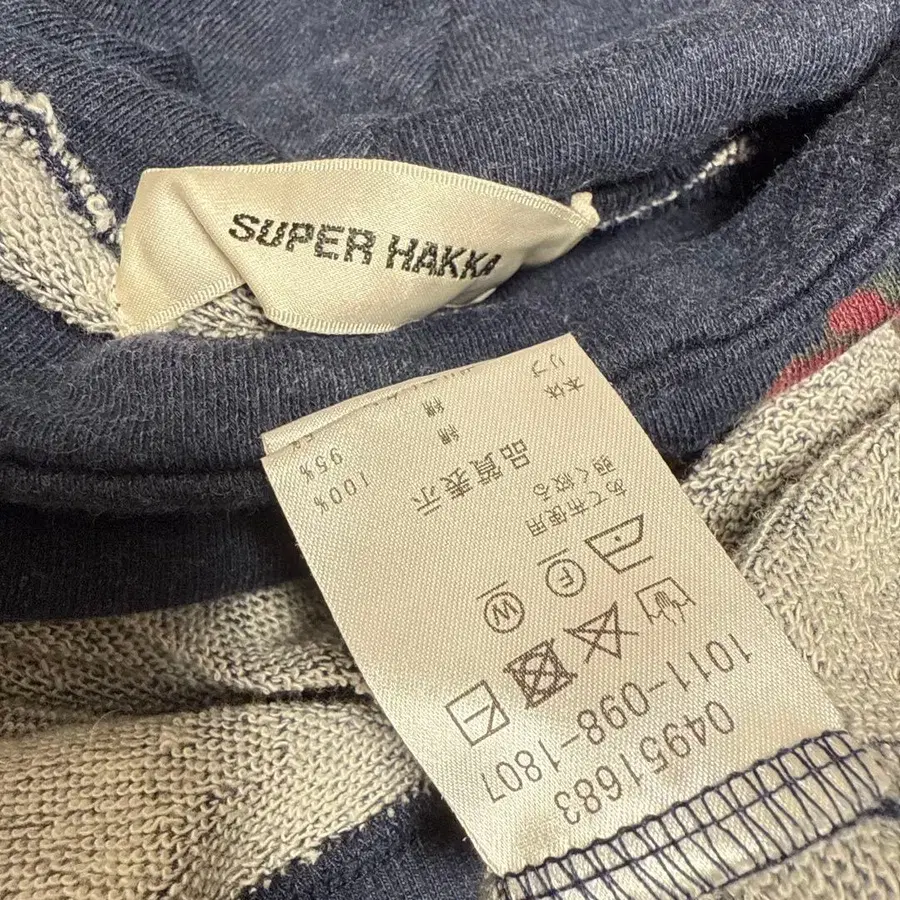 SUPER HAKKA
04951683
1011-098-1807
F W
あて布使用
弱く絞る
品質表示
本体 綿 100%
リブ 綿 95%